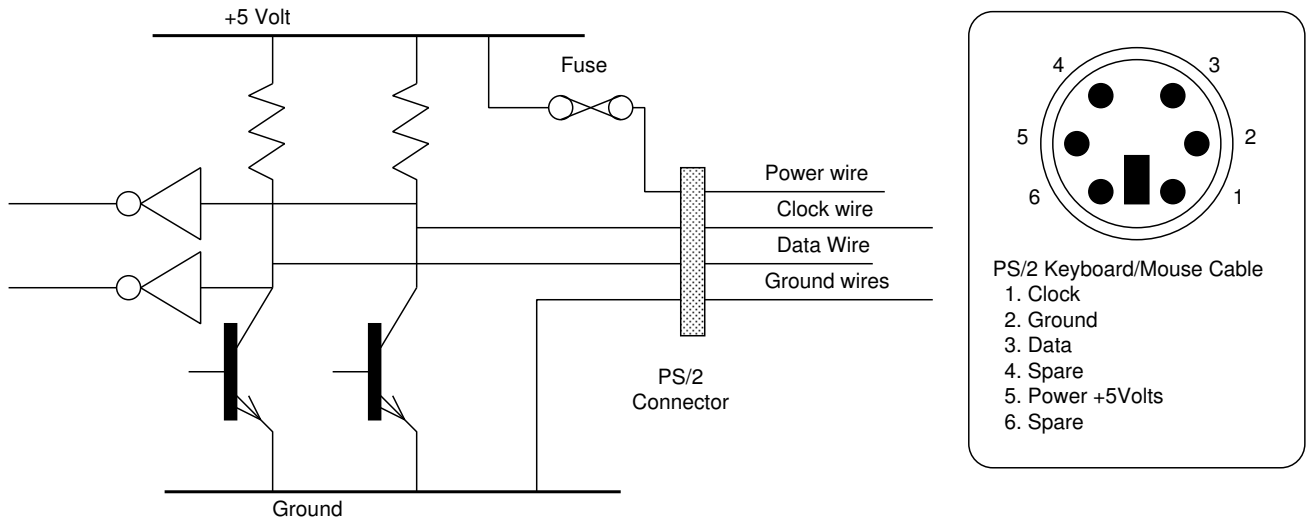 +5 Volt
Fuse
Power wire
Clock wire
Data Wire
Ground wires
PS/2
Connector
Ground
4
3
5
2
6
1
PS/2 Keyboard/Mouse Cable
1. Clock
2. Ground
3. Data
4. Spare
5. Power +5Volts
6. Spare